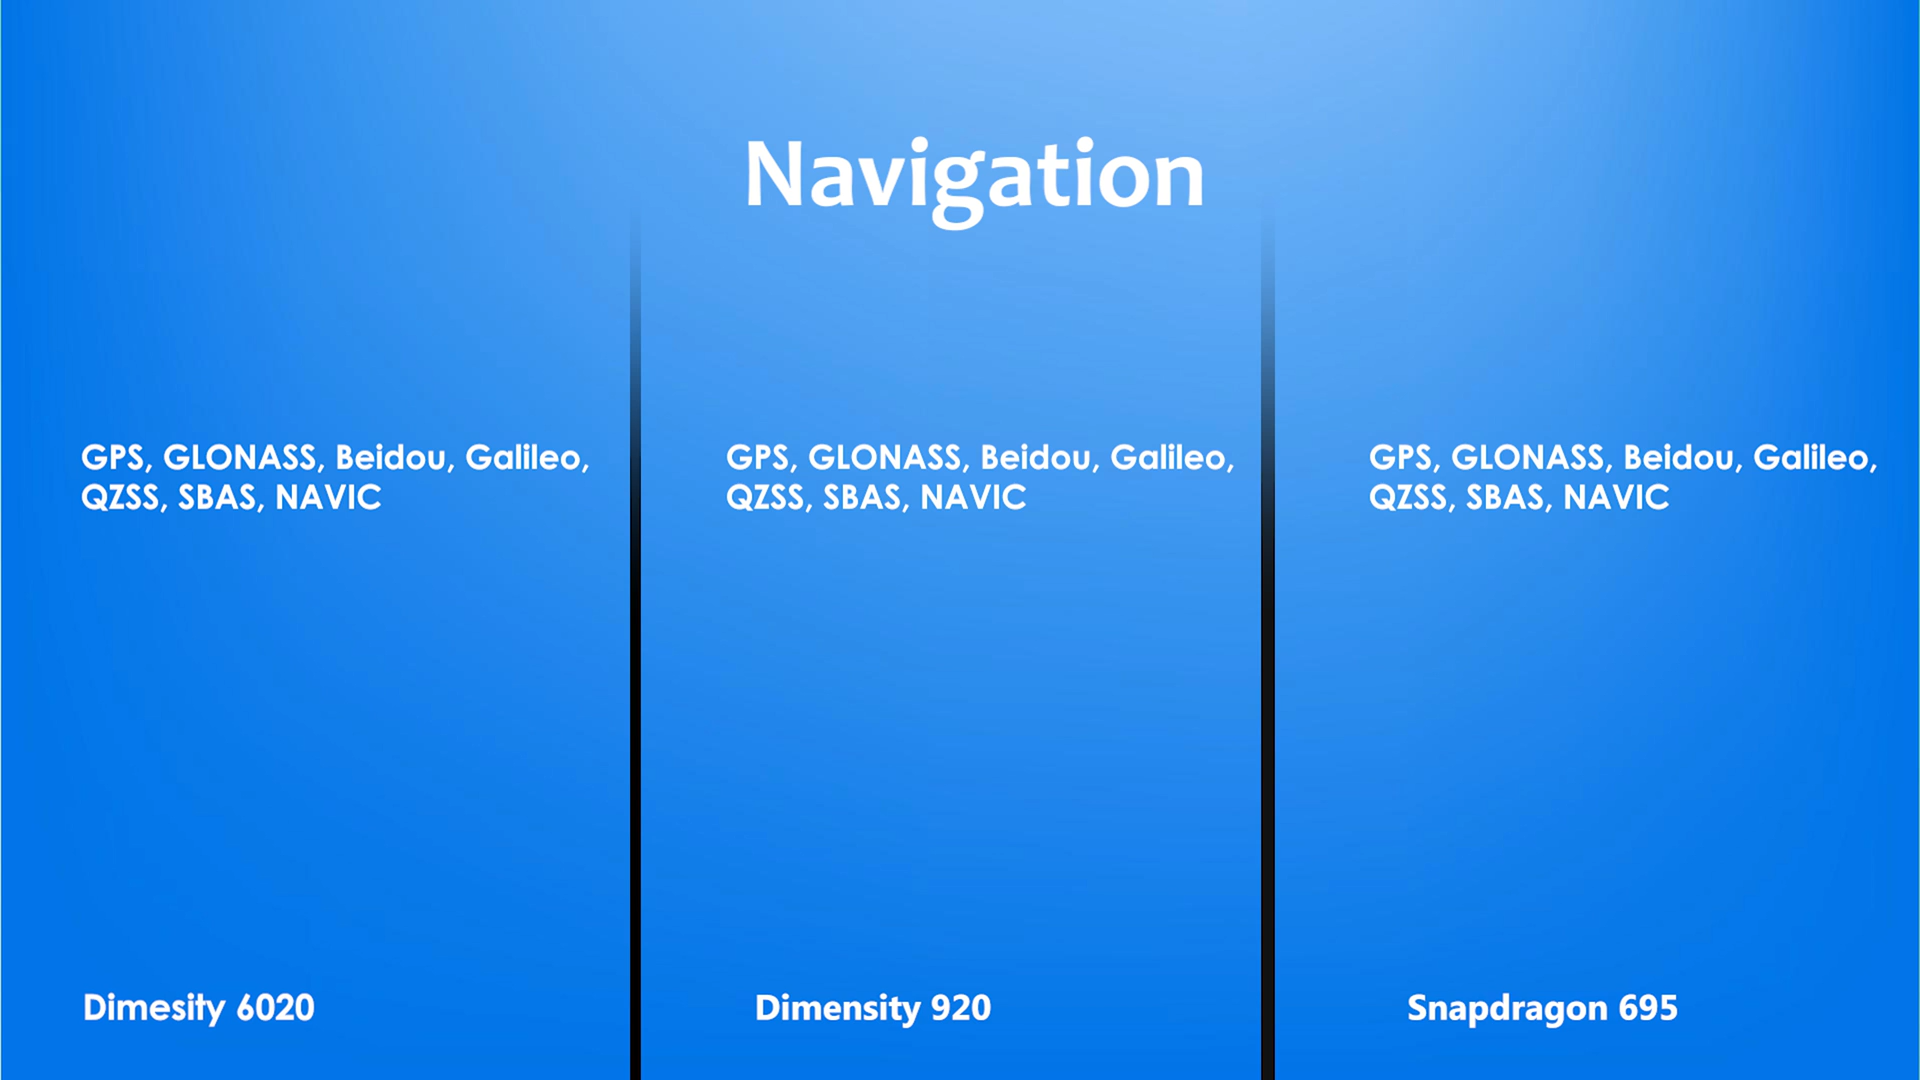 Navigation
GPS, GLONASS, Beidou, Galileo,
QZSS, SBAS, NAVIC
GPS, GLONASS, Beidou, Galileo,
QZSS, SBAS, NAVIC
GPS, GLONASS, Beidou, Galileo,
QZSS, SBAS, NAVIC
Dimesity 6020
Dimensity 920
Snapdragon 695